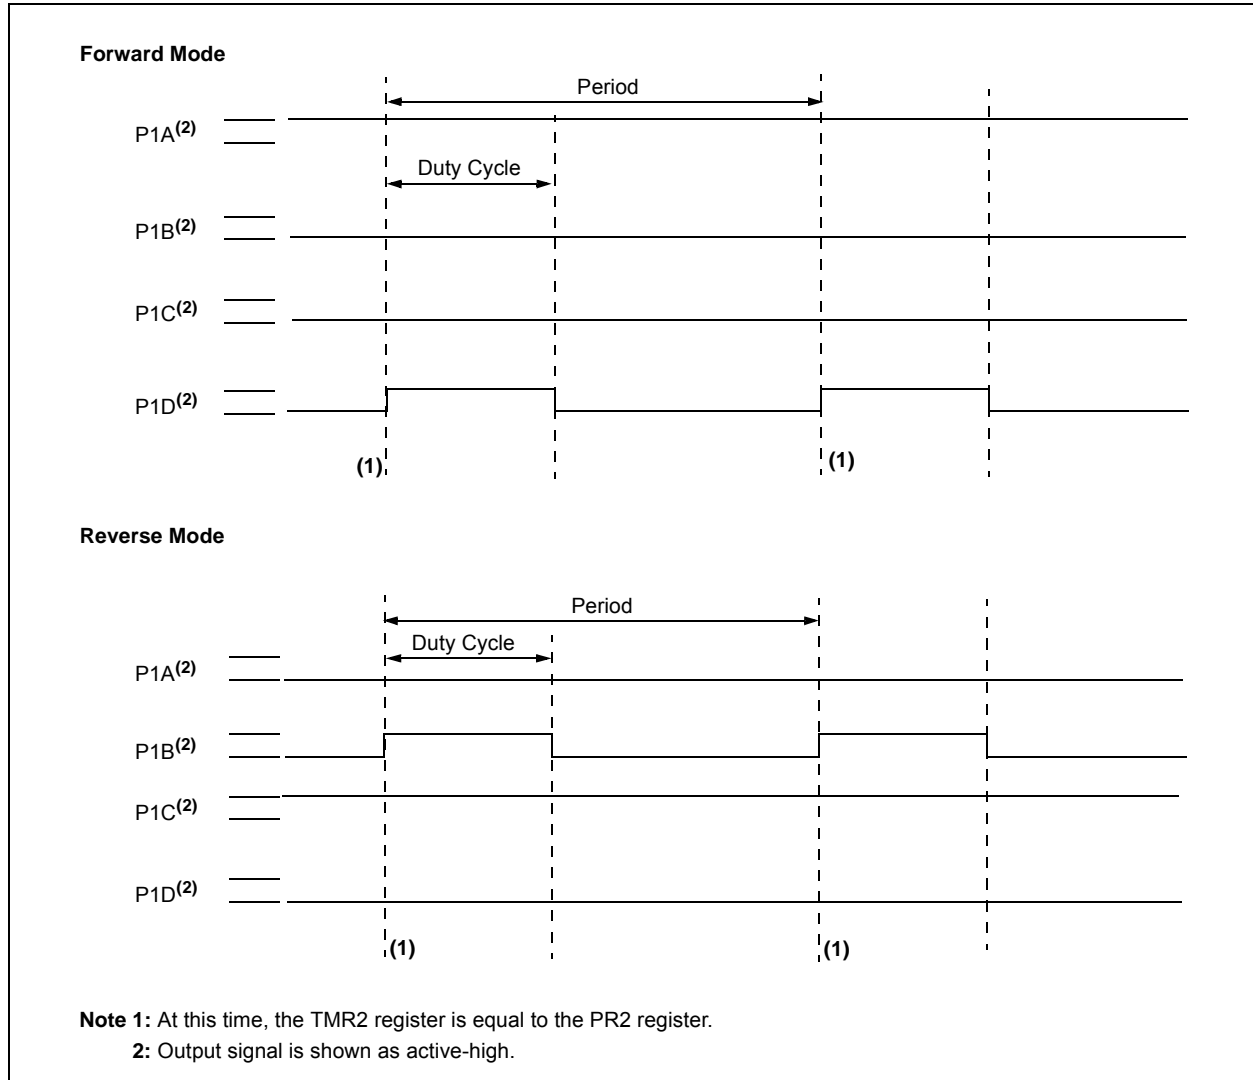 Forward Mode
Period
P1A(2)
Duty Cycle
P1B(2)
P1C(2)
P1D(2)
(1)
(1)
Reverse Mode
Period
Duty Cycle
P1A(2)
P1B(2)
P1C(2)
P1D(2)
(1)
(1)
Note 1: At this time, the TMR2 register is equal to the PR2 register.
2: Output signal is shown as active-high.